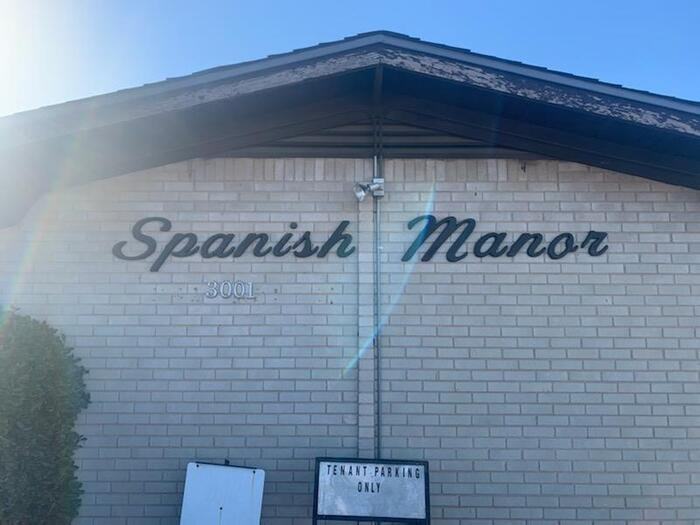 Spanish Manor
3001
TENANT PARKING
ONLY